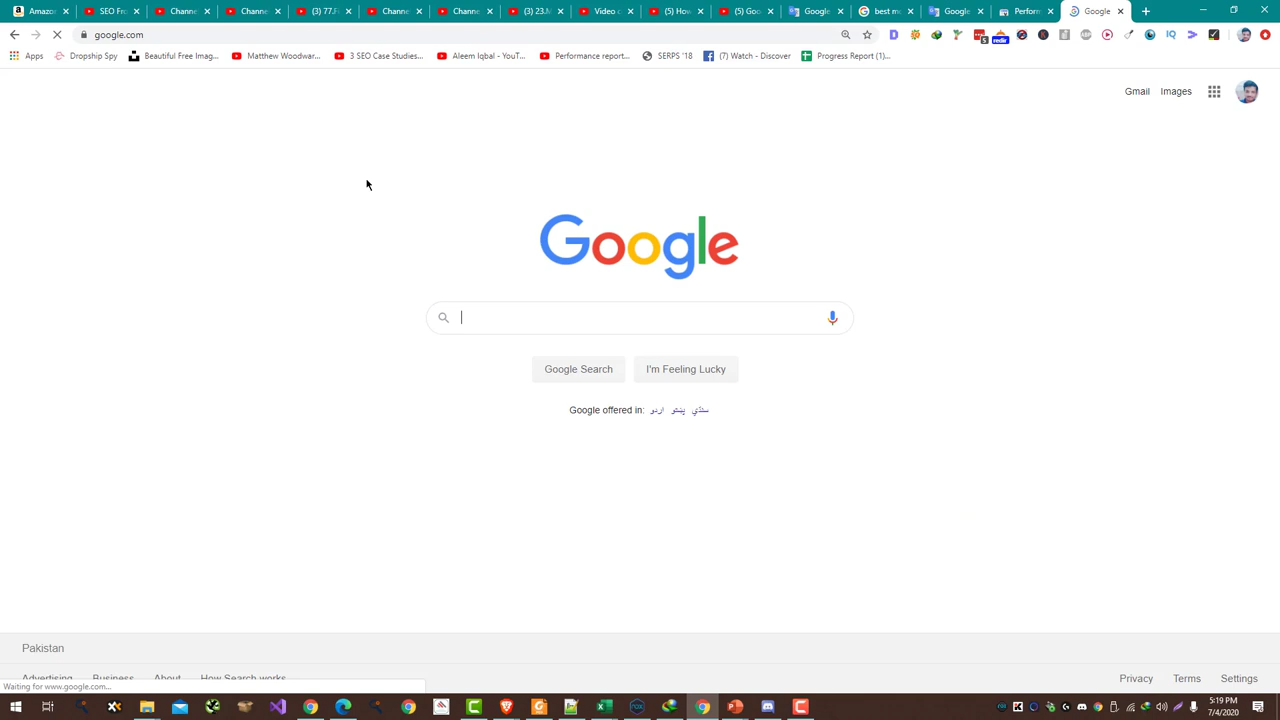 Amazo
SEO Fro
Channe
Channe
(3) 77.F
Channe
Channe
(3) 23.M
Video c
(5) How
(5) Goo
Google
best m
Google
Perform
Google
google.com
Apps
Dropship Spy
Beautiful Free Imag...
Matthew Woodwar...
3 SEO Case Studies...
Aleem Iqbal - YouT...
Performance report...
SERPS '18
(7) Watch - Discover
Progress Report (1)...
Gmail
Images
Google
Google Search
I'm Feeling Lucky
Google offered in: اردو پښتو سنڌي
Pakistan
Advertising
Business
About
How Search works
Privacy
Terms
Settings
Waiting for www.google.com...
5:19 PM
7/4/2020